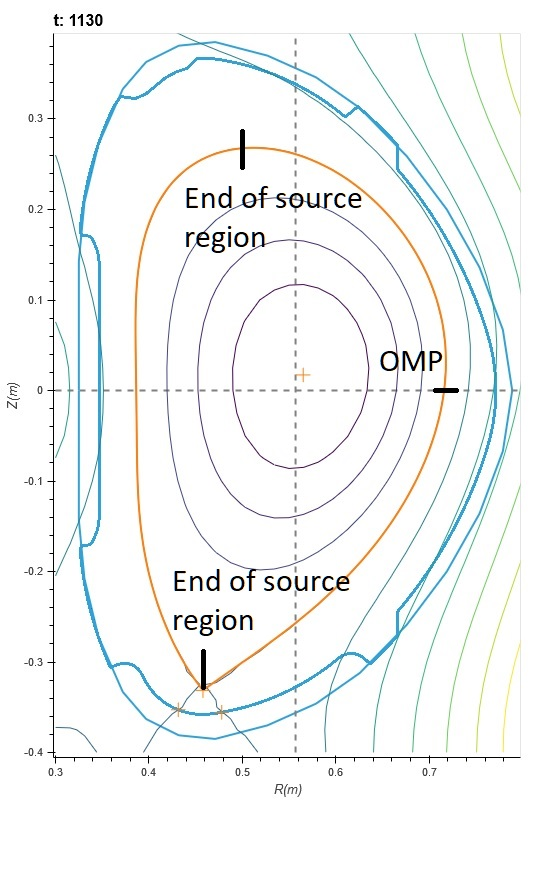 t: 1130
0.3
End of source
region
0.2
0.1
OMP
0
Z(m)
-0.1
-0.2
End of source
region
-0.3
-0.4
0.3 0.4 0.5 0.6 0.7
R(m)